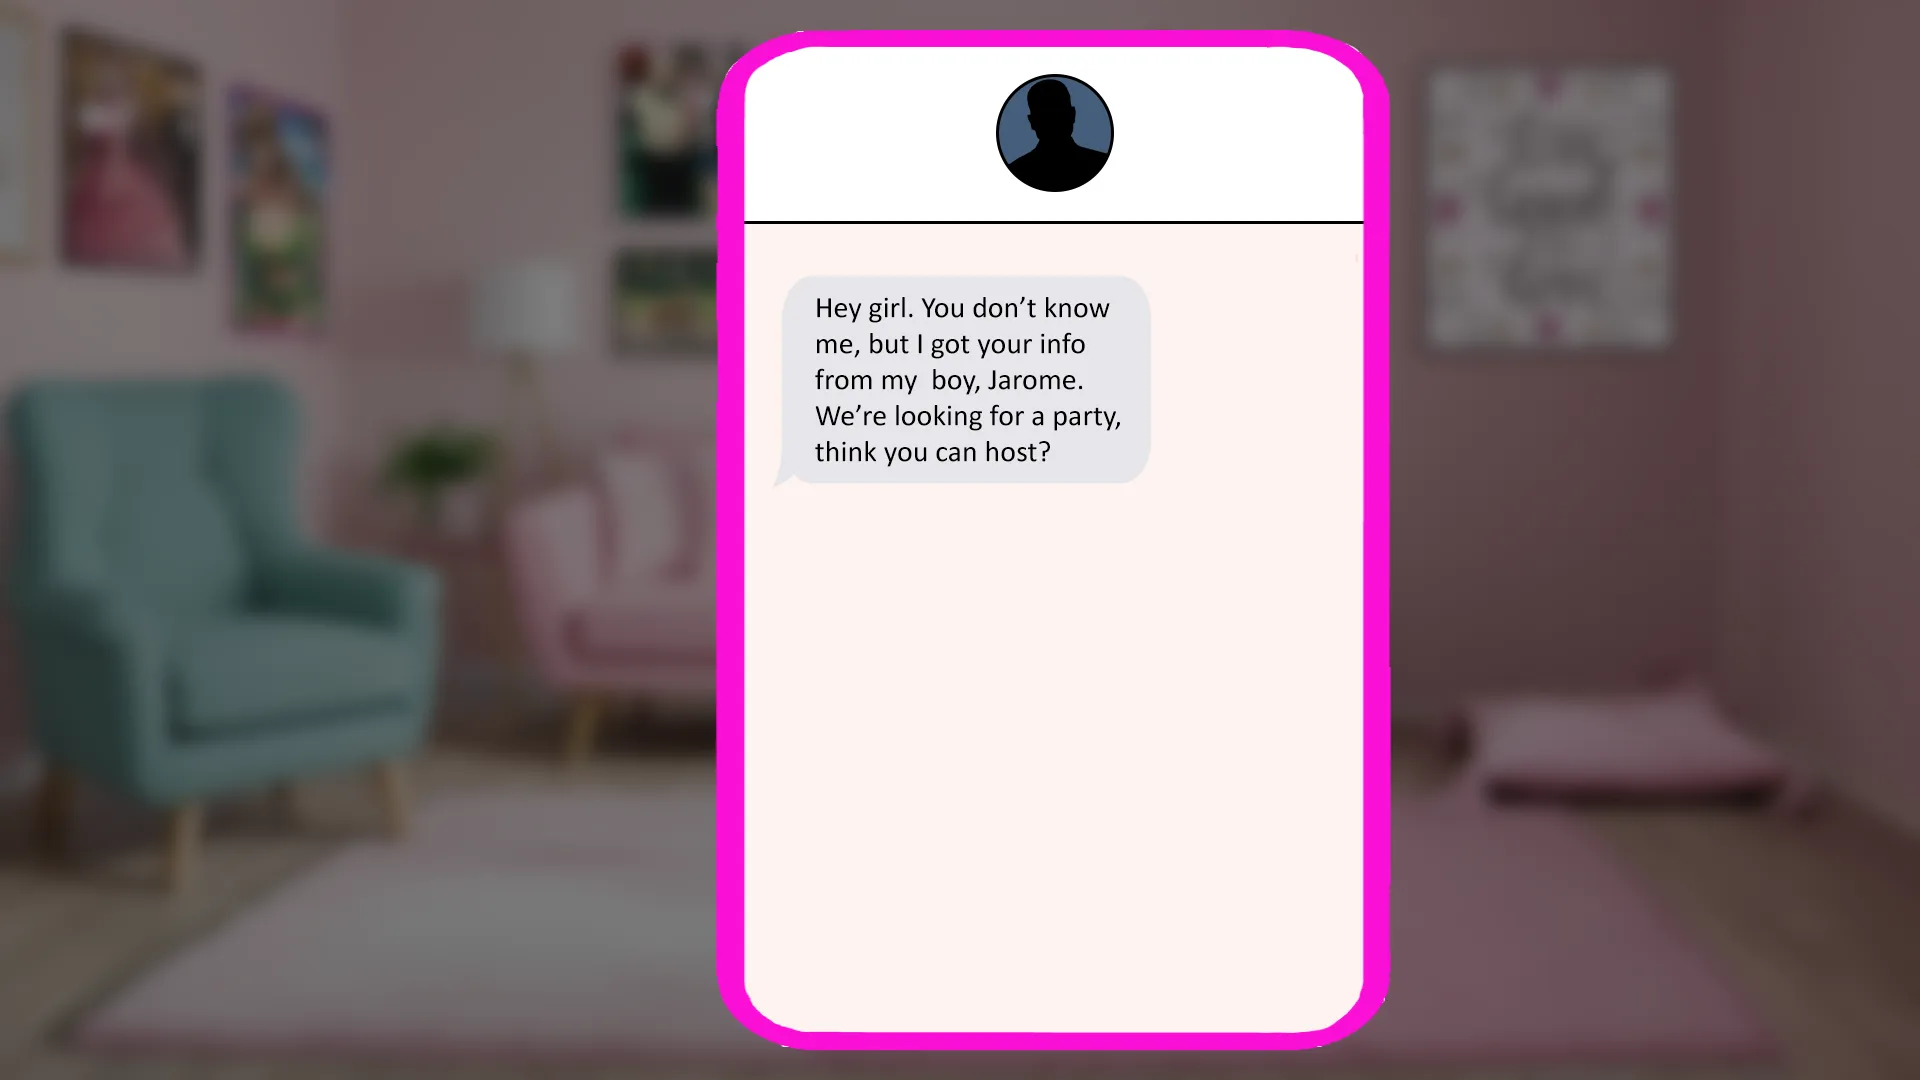 Hey girl. You don’t know
me, but I got your info
from my  boy, Jarome.
We’re looking for a party,
think you can host?